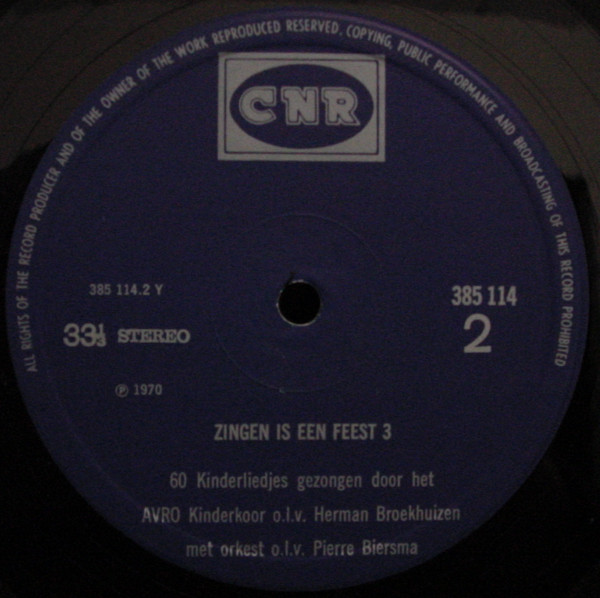 ALL RIGHTS OF THE RECORD PRODUCER AND OF THE OWNER OF THE WORK REPRODUCED RESERVED. COPYING, PUBLIC PERFORMANCE AND BROADCASTING OF THIS RECORD PROHIBITED
CNR
385 114.2 Y
385 114
33⅓ STEREO
2
℗ 1970
ZINGEN IS EEN FEEST 3
60 Kinderliedjes gezongen door het
AVRO Kinderkoor o.l.v. Herman Broekhuizen
met orkest o.l.v. Pierre Biersma